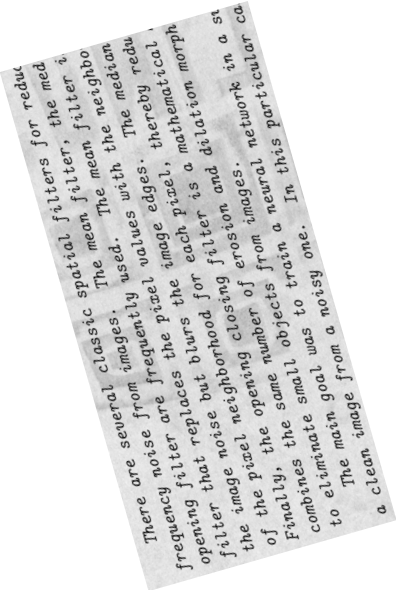 There are several classic spatial filters for reduc
frequency noise from images. The mean filter, the med
opening filter are frequently used. The mean filter i
filter that replaces the pixel values with the neighbo
the image noise but blurs the image edges. The median
of the pixel neighborhood for each pixel, thereby redu
Finally, the opening closing filter is a mathematical
combines the same number of erosion and dilation morph
to eliminate small objects from images.
The main goal was to train a neural network in a su
a clean image from a noisy one. In this particular ca